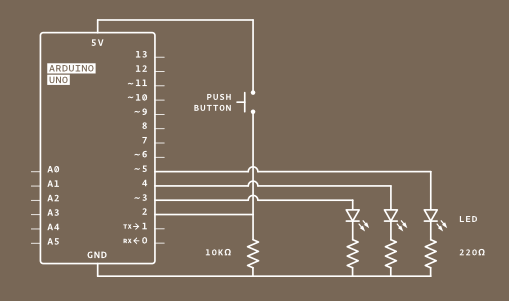 5V
ARDUINO
UNO
13
12
~11
~10
~9
8
7
~6
~5
4
~3
2
TX→1
RX←0
A0
A1
A2
A3
A4
A5
GND
PUSH
BUTTON
10KΩ
LED
220Ω